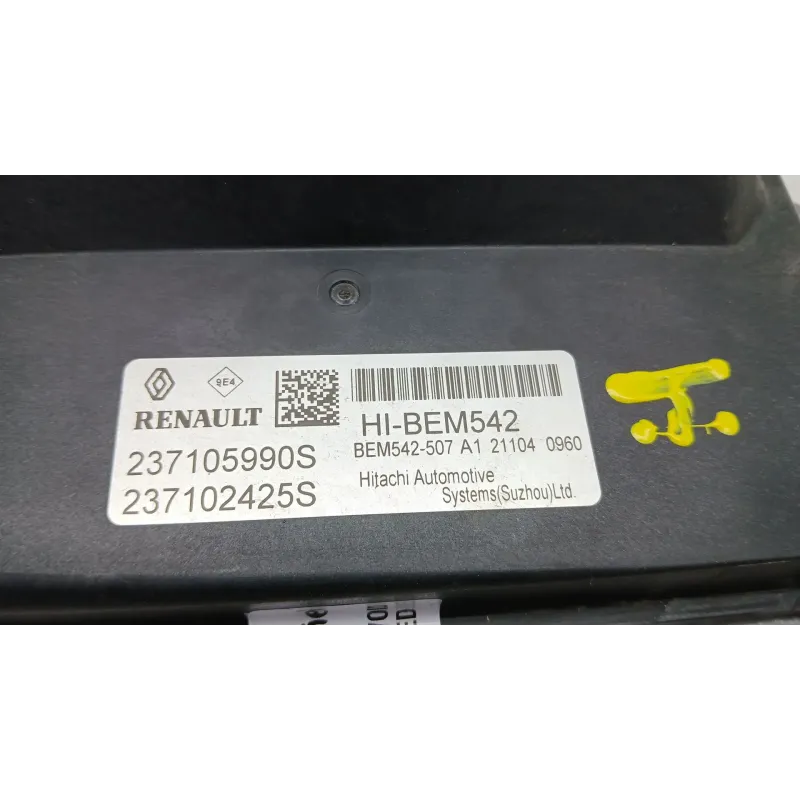 9E4
RENAULT
HI-BEM542
BEM542-507 A1 21104 0960
237105990S
237102425S
Hitachi Automotive
Systems(Suzhou)Ltd.